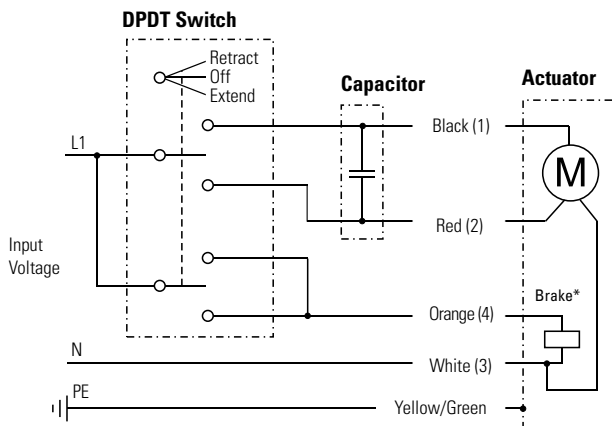 DPDT Switch
Retract
Off
Extend
Capacitor
Actuator
L1
Black (1)
M
Red (2)
Input
Voltage
Brake*
Orange (4)
N
White (3)
PE
Yellow/Green